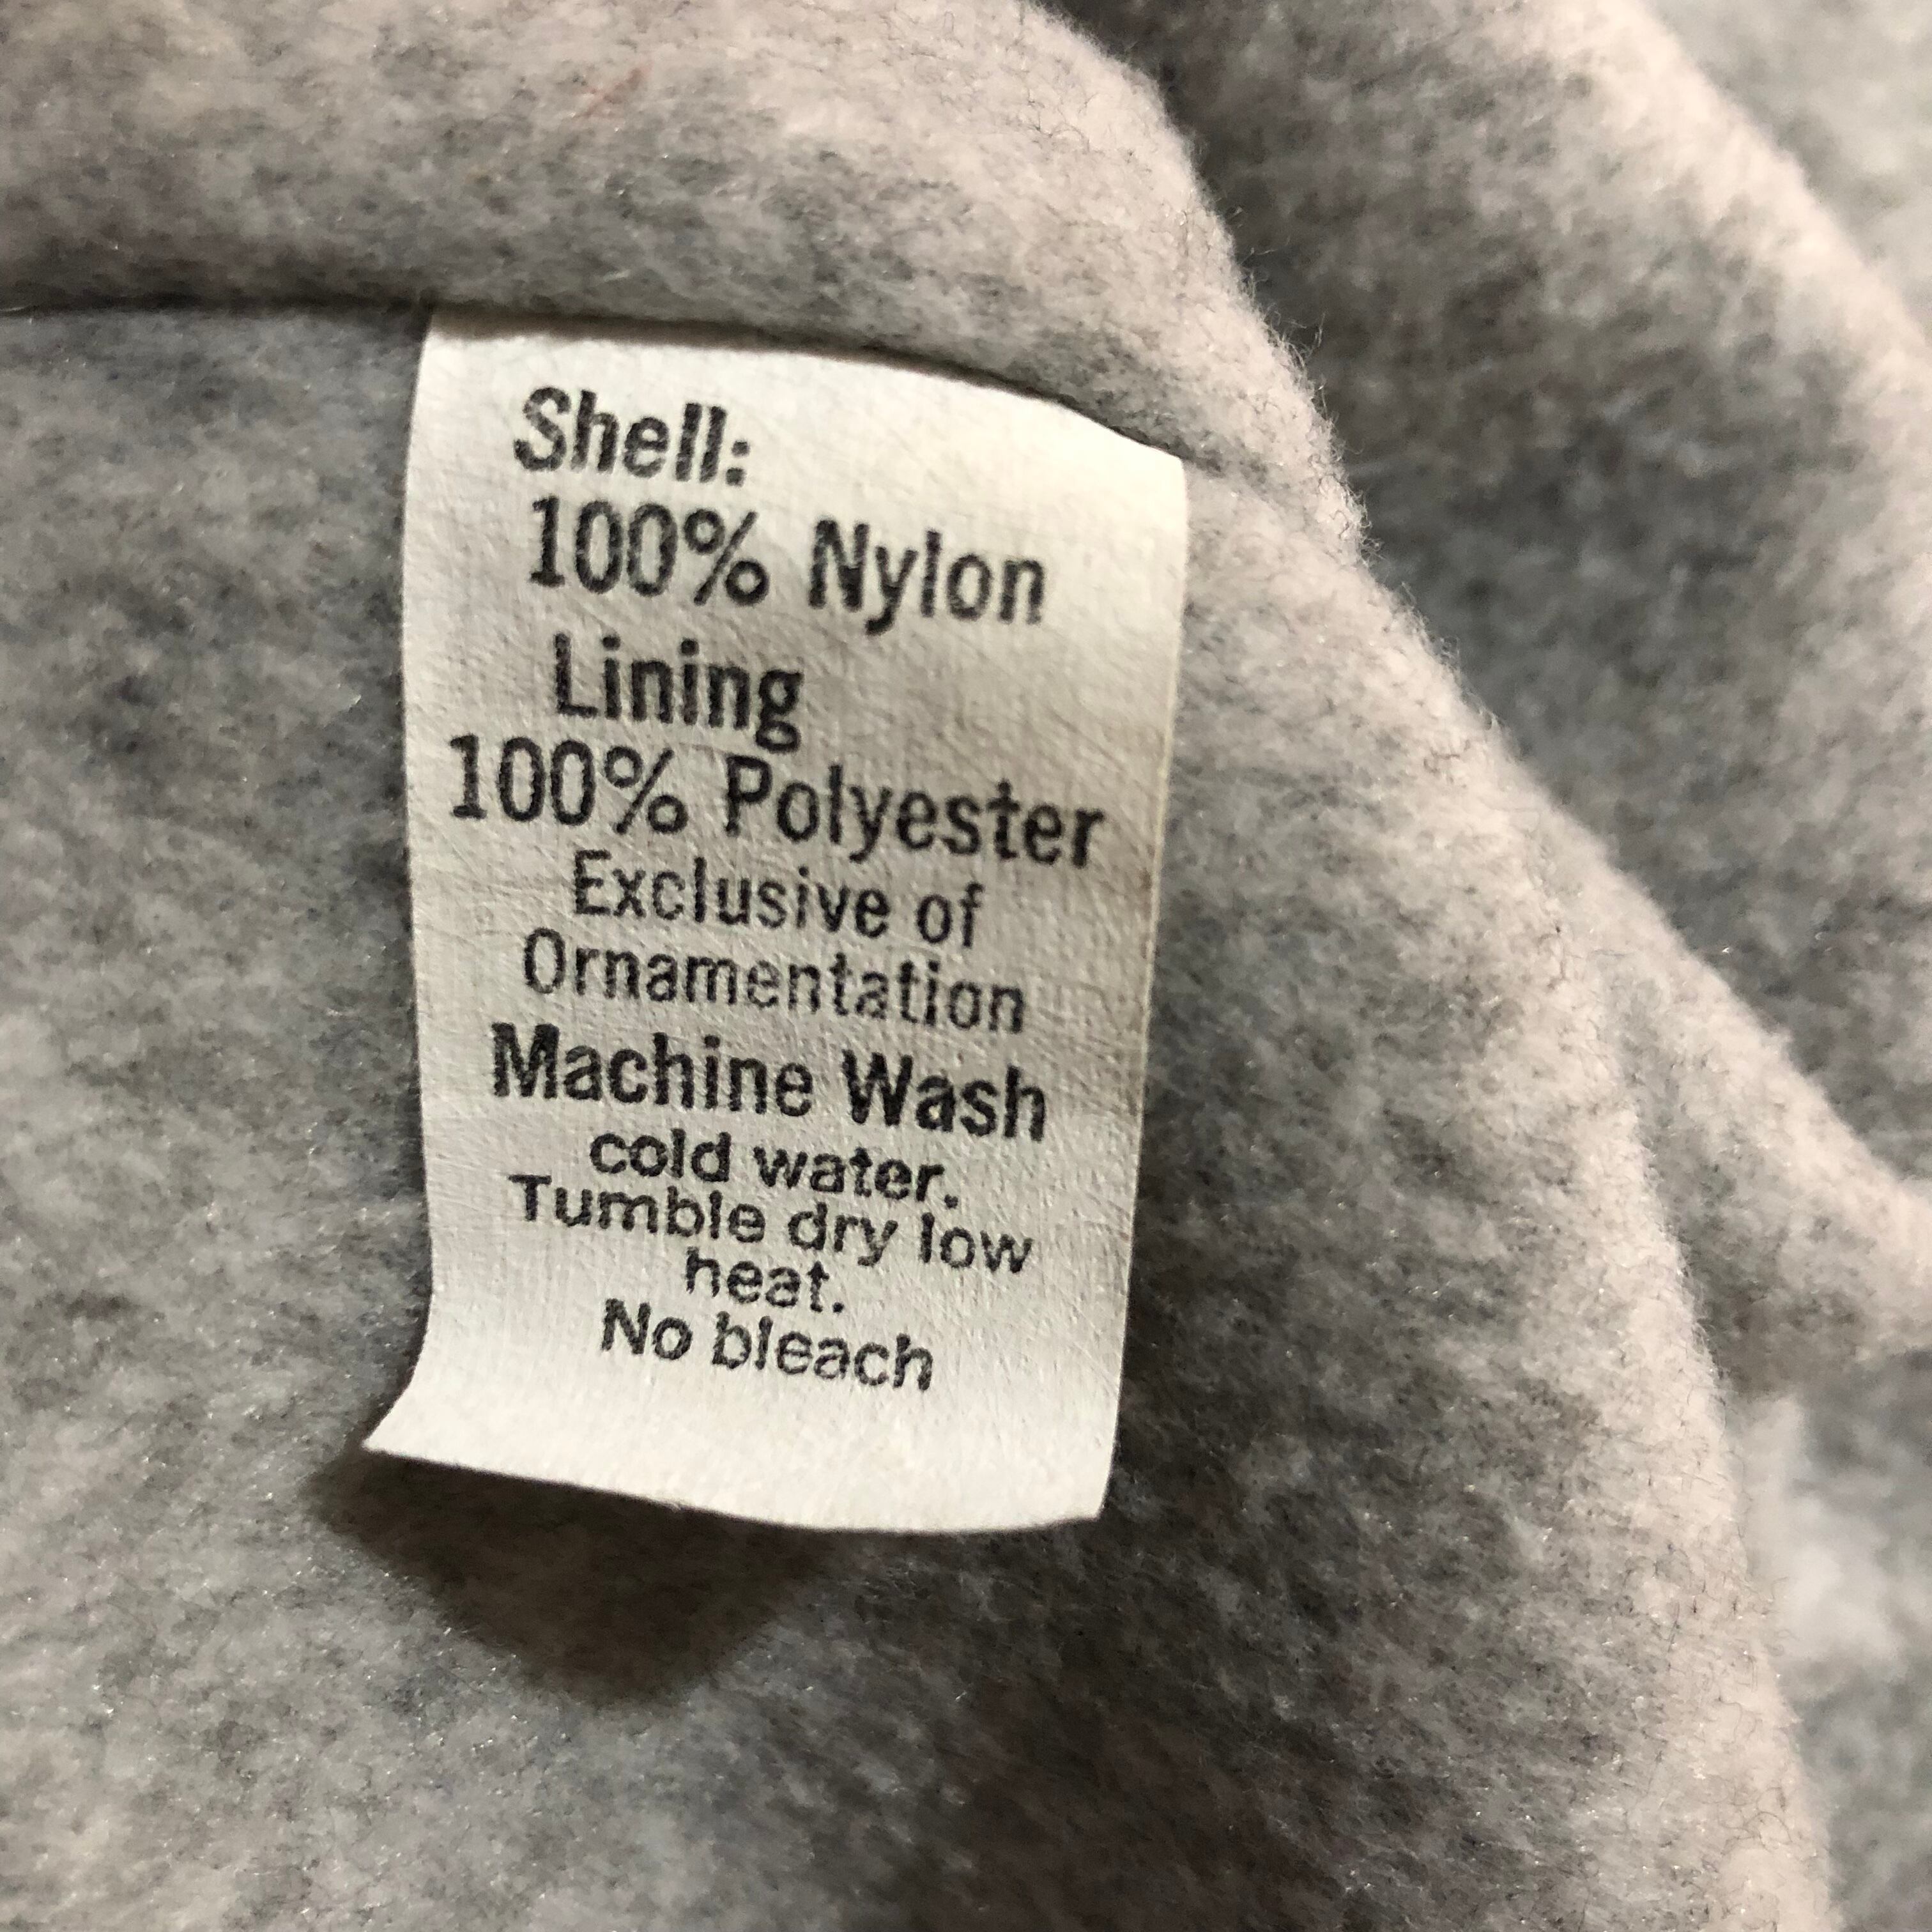 Shell:
100% Nylon
Lining
100% Polyester
Exclusive of
Ornamentation
Machine Wash
cold water.
Tumble dry low
heat.
No bleach